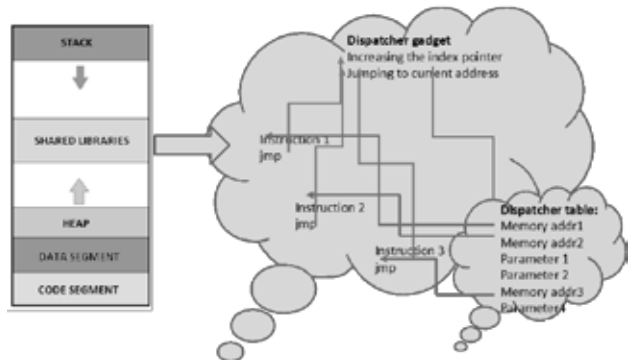 STACK
SHARED LIBRARIES
HEAP
DATA SEGMENT
CODE SEGMENT
Dispatcher gadget
Increasing the index pointer
Jumping to current address
Instruction 1
jmp
Instruction 2
jmp
Instruction 3
jmp
Dispatcher table:
Memory addr1
Memory addr2
Parameter 1
Parameter 2
Memory addr3
Parameter4